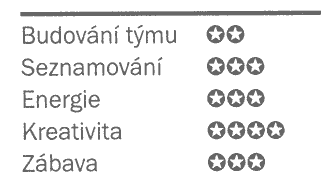 Budování týmu ✪✪
Seznamování ✪✪✪
Energie ✪✪✪
Kreativita ✪✪✪✪
Zábava ✪✪✪